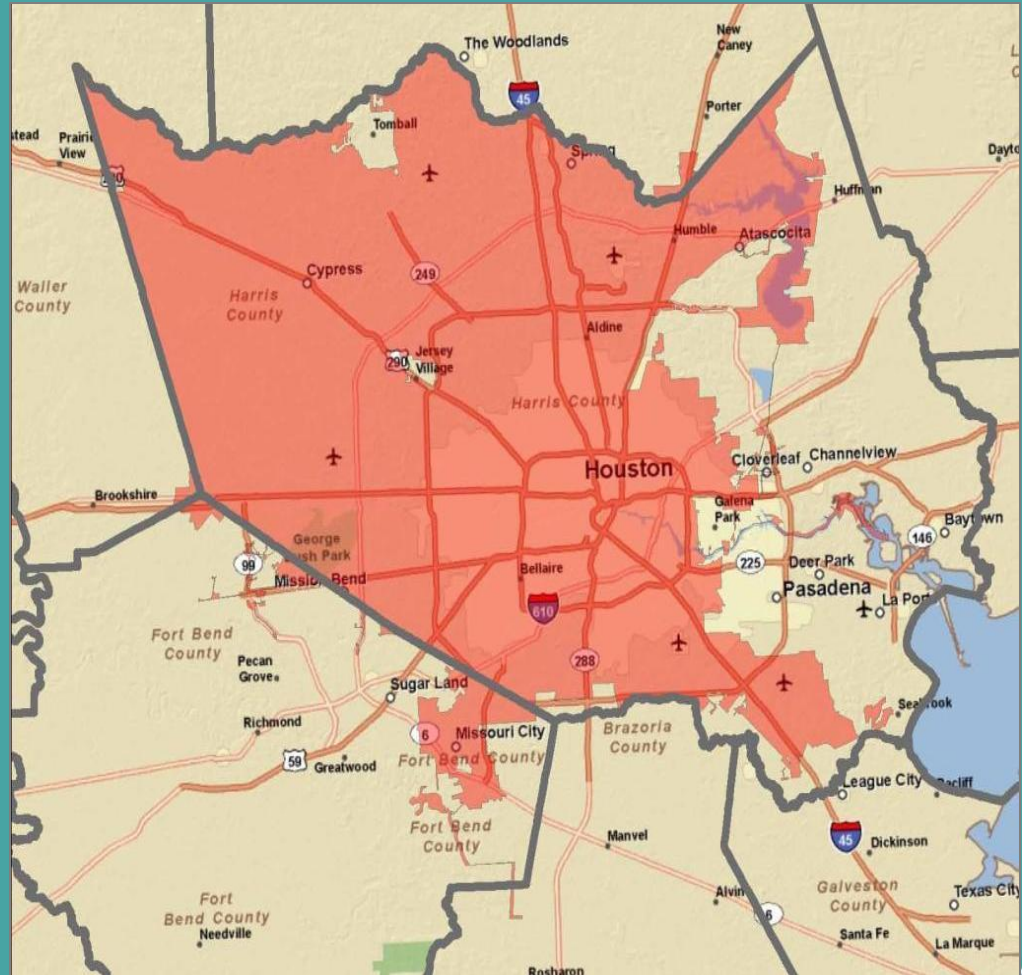 The Woodlands
New
Caney
45
Porter
Tomball
Prairie
View
Spring
Huffman
Humble
Atascocita
Cypress
249
Waller
County
Harris
County
Aldine
290
Jersey
Village
Harris County
Houston
Cloverleaf
Channelview
Brookshire
Galena
Park
Baytown
146
George
Bush Park
99
Mission Bend
Bellaire
225
Deer Park
Pasadena
La Port
610
Fort Bend
County
288
Pecan
Grove
Sugar Land
Seabrook
Richmond
6
Missouri City
Brazoria
County
59
Greatwood
Fort Bend County
League City
Bacliff
Fort Bend
County
Manvel
45
Dickinson
Fort
Bend County
Alvin
Galveston
County
Texas City
6
Needville
Santa Fe
La Marque
Rosharon